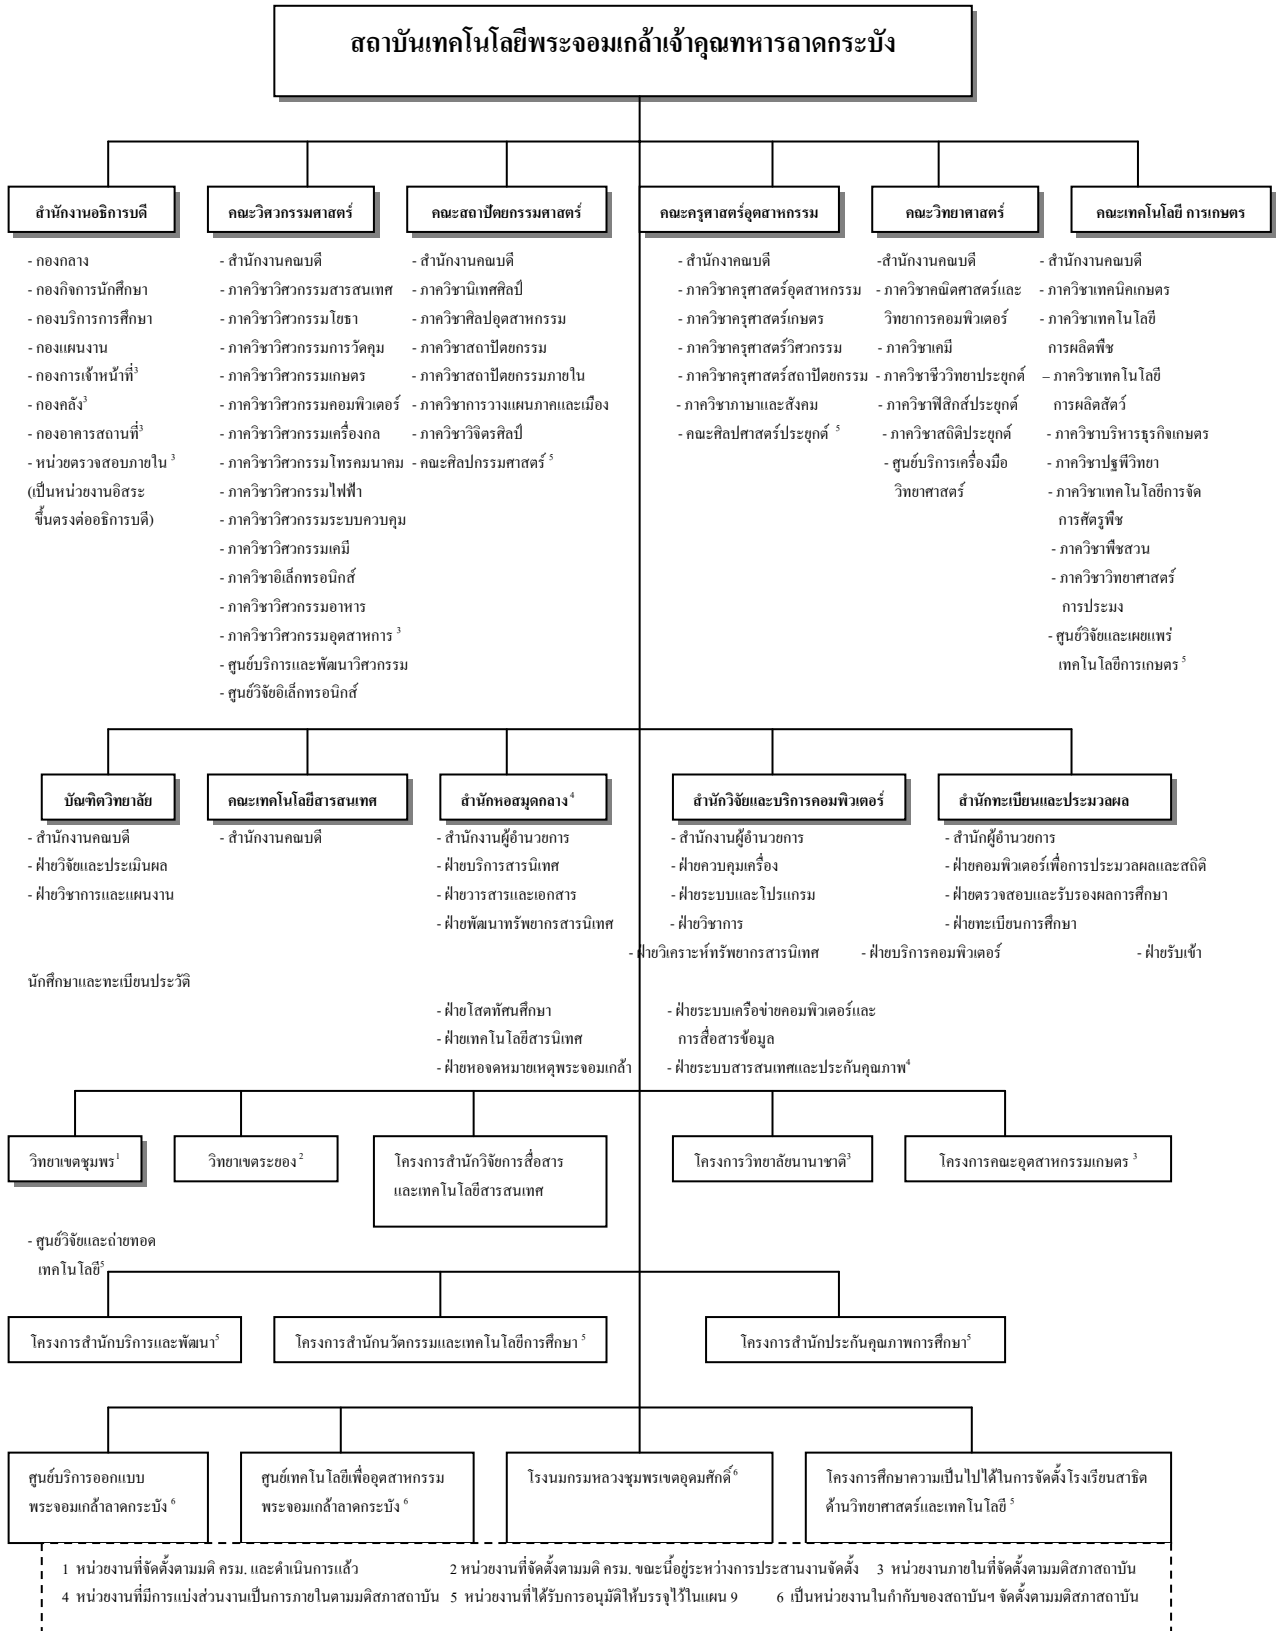 สถาบันเทคโนโลยีพระจอมเกล้าเจ้าคุณทหารลาดกระบัง
สำนักงานอธิการบดี
- กองกลาง
- กองกิจการนักศึกษา
- กองบริการการศึกษา
- กองแผนงาน
- กองการเจ้าหน้าที่³
- กองคลัง³
- กองอาคารสถานที่³
- หน่วยตรวจสอบภายใน ³
(เป็นหน่วยงานอิสระ
ขึ้นตรงต่ออธิการบดี)
คณะวิศวกรรมศาสตร์
- สำนักงานคณบดี
- ภาควิชาวิศวกรรมสารสนเทศ
- ภาควิชาวิศวกรรมโยธา
- ภาควิชาวิศวกรรมการวัดคุม
- ภาควิชาวิศวกรรมเกษตร
- ภาควิชาวิศวกรรมคอมพิวเตอร์
- ภาควิชาวิศวกรรมเครื่องกล
- ภาควิชาวิศวกรรมโทรคมนาคม
- ภาควิชาวิศวกรรมไฟฟ้า
- ภาควิชาวิศวกรรมระบบควบคุม
- ภาควิชาวิศวกรรมเคมี
- ภาควิชาอิเล็กทรอนิกส์
- ภาควิชาวิศวกรรมอาหาร
- ภาควิชาวิศวกรรมอุตสาหการ ³
- ศูนย์บริการและพัฒนาวิศวกรรม
- ศูนย์วิจัยอิเล็กทรอนิกส์
คณะสถาปัตยกรรมศาสตร์
- สำนักงานคณบดี
- ภาควิชานิเทศศิลป์
- ภาควิชาศิลปอุตสาหกรรม
- ภาควิชาสถาปัตยกรรม
- ภาควิชาสถาปัตยกรรมภายใน
- ภาควิชาการวางแผนภาคและเมือง
- ภาควิชาวิจิตรศิลป์
- คณะศิลปกรรมศาสตร์ ⁵
คณะครุศาสตร์อุตสาหกรรม
- สำนักงาคณบดี
- ภาควิชาครุศาสตร์อุตสาหกรรม
- ภาควิชาครุศาสตร์เกษตร
- ภาควิชาครุศาสตร์วิศวกรรม
- ภาควิชาครุศาสตร์สถาปัตยกรรม
- ภาควิชาภาษาและสังคม
- คณะศิลปศาสตร์ประยุกต์ ⁵
คณะวิทยาศาสตร์
-สำนักงานคณบดี
- ภาควิชาคณิตศาสตร์และ
วิทยาการคอมพิวเตอร์
- ภาควิชาเคมี
- ภาควิชาชีววิทยาประยุกต์
- ภาควิชาฟิสิกส์ประยุกต์
- ภาควิชาสถิติประยุกต์
- ศูนย์บริการเครื่องมือ
วิทยาศาสตร์
คณะเทคโนโลยี การเกษตร
- สำนักงานคณบดี
- ภาควิชาเทคนิคเกษตร
- ภาควิชาเทคโนโลยี
การผลิตพืช
– ภาควิชาเทคโนโลยี
การผลิตสัตว์
- ภาควิชาบริหารธุรกิจเกษตร
- ภาควิชาปฐพีวิทยา
- ภาควิชาเทคโนโลยีการจัด
การศัตรูพืช
- ภาควิชาพืชสวน
- ภาควิชาวิทยาศาสตร์
การประมง
- ศูนย์วิจัยและเผยแพร่
เทคโนโลยีการเกษตร ⁵
บัณฑิตวิทยาลัย
- สำนักงานคณบดี
- ฝ่ายวิจัยและประเมินผล
- ฝ่ายวิชาการและแผนงาน
คณะเทคโนโลยีสารสนเทศ
- สำนักงานคณบดี
สำนักหอสมุดกลาง⁴
- สำนักงานผู้อำนวยการ
- ฝ่ายบริการสารนิเทศ
- ฝ่ายวารสารและเอกสาร
- ฝ่ายพัฒนาทรัพยากรสารนิเทศ
สำนักวิจัยและบริการคอมพิวเตอร์
- สำนักงานผู้อำนวยการ
- ฝ่ายควบคุมเครื่อง
- ฝ่ายระบบและโปรแกรม
- ฝ่ายวิชาการ
สำนักทะเบียนและประมวลผล
- สำนักผู้อำนวยการ
- ฝ่ายคอมพิวเตอร์เพื่อการประมวลผลและสถิติ
- ฝ่ายตรวจสอบและรับรองผลการศึกษา
- ฝ่ายทะเบียนการศึกษา
- ฝ่ายวิเคราะห์ทรัพยากรสารนิเทศ - ฝ่ายบริการคอมพิวเตอร์ - ฝ่ายรับเข้า
นักศึกษาและทะเบียนประวัติ
- ฝ่ายโสตทัศนศึกษา
- ฝ่ายเทคโนโลยีสารนิเทศ
- ฝ่ายหอจดหมายเหตุพระจอมเกล้า
- ฝ่ายระบบเครือข่ายคอมพิวเตอร์และ
การสื่อสารข้อมูล
- ฝ่ายระบบสารสนเทศและประกันคุณภาพ⁴
วิทยาเขตชุมพร¹
- ศูนย์วิจัยและถ่ายทอด
เทคโนโลยี⁵
วิทยาเขตระยอง ²
โครงการสำนักวิจัยการสื่อสาร
และเทคโนโลยีสารสนเทศ
โครงการวิทยาลัยนานาชาติ³
โครงการคณะอุตสาหกรรมเกษตร ³
โครงการสำนักบริการและพัฒนา⁵
โครงการสำนักนวัตกรรมและเทคโนโลยีการศึกษา ⁵
โครงการสำนักประกันคุณภาพการศึกษา⁵
ศูนย์บริการออกแบบ
พระจอมเกล้าลาดกระบัง ⁶
ศูนย์เทคโนโลยีเพื่ออุตสาหกรรม
พระจอมเกล้าลาดกระบัง ⁶
โรงนมกรมหลวงชุมพรเขตอุดมศักดิ์⁶
โครงการศึกษาความเป็นไปได้ในการจัดตั้งโรงเรียนสาธิต
ด้านวิทยาศาสตร์และเทคโนโลยี ⁵
1 หน่วยงานที่จัดตั้งตามมติ ครม. และดำเนินการแล้ว 2 หน่วยงานที่จัดตั้งตามมติ ครม. ขณะนี้อยู่ระหว่างการประสานงานจัดตั้ง 3 หน่วยงานภายในที่จัดตั้งตามมติสภาสถาบัน
4 หน่วยงานที่มีการแบ่งส่วนงานเป็นการภายในตามมติสภาสถาบัน 5 หน่วยงานที่ได้รับการอนุมัติให้บรรจุไว้ในแผน 9 6 เป็นหน่วยงานในกำกับของสถาบันฯ จัดตั้งตามมติสภาสถาบัน